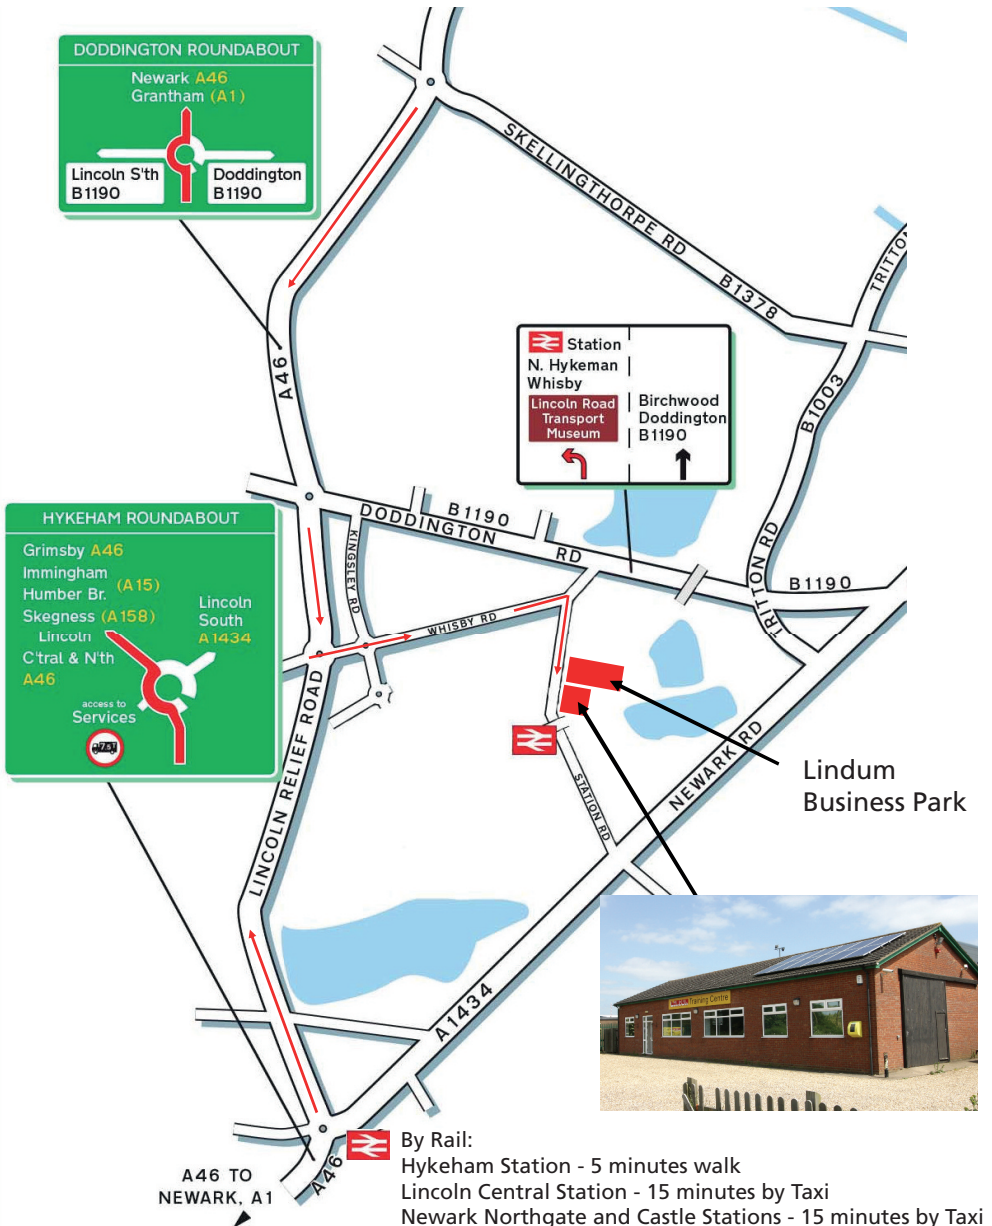 DODDINGTON ROUNDABOUT
Newark A46
Grantham (A1)
Lincoln S'th
B1190
Doddington
B1190
SKELLINGTHORPE RD
B1378
TRITTON
A46
Station
N. Hykeman
Whisby
Lincoln Road
Transport
Museum
Birchwood
Doddington
B1190
B1003
HYKEHAM ROUNDABOUT
Grimsby A46
Immingham
Humber Br.
(A15)
Skegness (A158)
Lincoln
C'tral & N'th
A46
Lincoln
South
A1434
access to
Services
7.5T
B1190
DODDINGTON RD
KINGSLEY RD
TRITTON RD
B1190
WHISBY RD
LINCOLN RELIEF ROAD
STATION RD
NEWARK RD
Lindum
Business Park
A1434
Training Centre
A46
A46 TO
NEWARK, A1
By Rail:
Hykeham Station - 5 minutes walk
Lincoln Central Station - 15 minutes by Taxi
Newark Northgate and Castle Stations - 15 minutes by Taxi